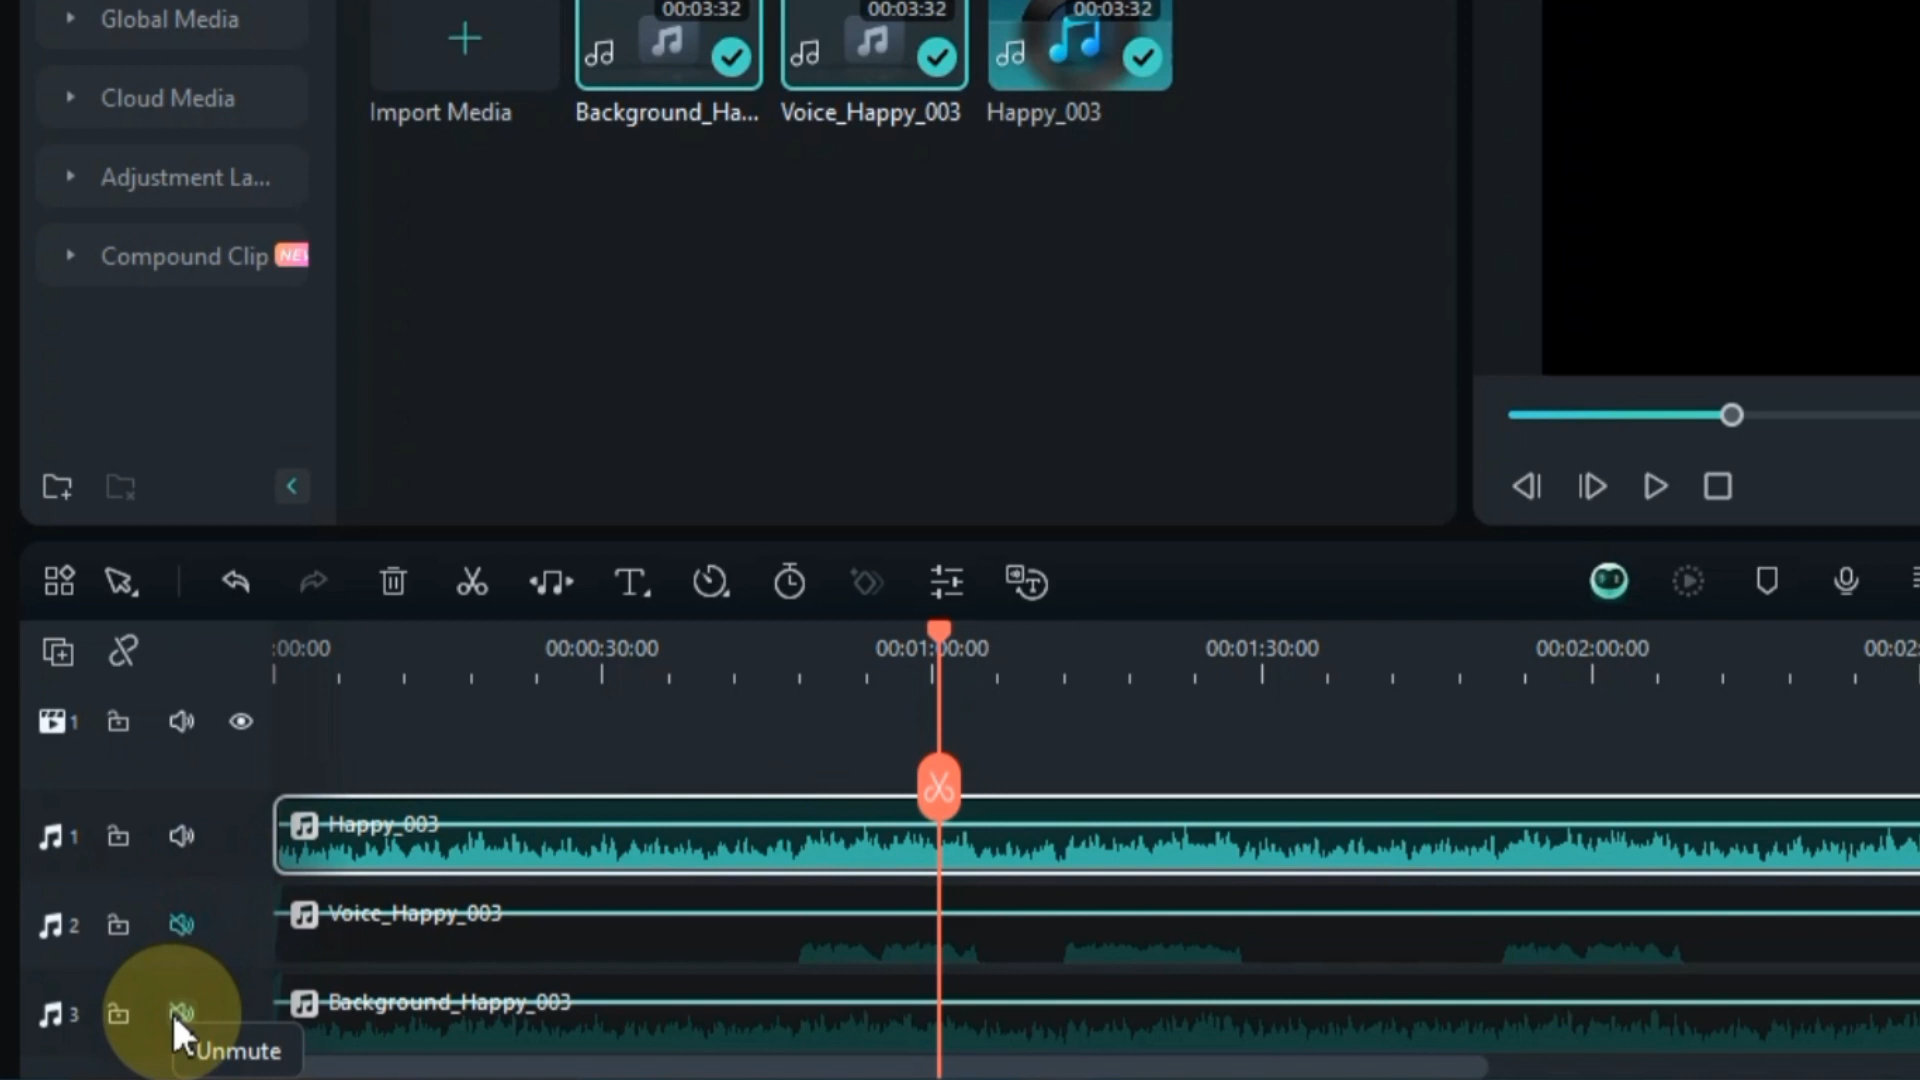 Global Media
00:03:32
00:03:32
00:03:32
Cloud Media
Import Media
Background_Ha...
Voice_Happy_003
Happy_003
Adjustment La...
Compound Clip
:00:00
00:00:30:00
00:01:00:00
00:01:30:00
00:02:00:00
00:02:
1
1
Happy_003
2
Voice_Happy_003
3
Background_Happy_003
Unmute